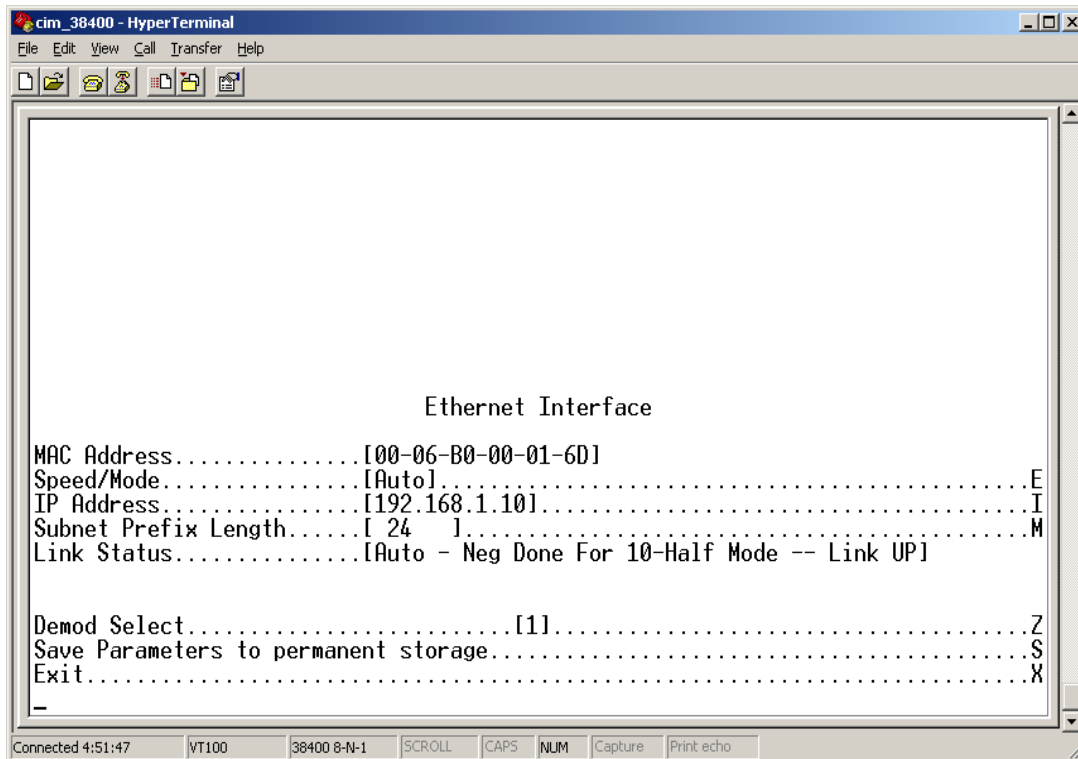 cim_38400 - HyperTerminal
File Edit View Call Transfer Help
Ethernet Interface
MAC Address...............[00-06-B0-00-01-6D]
Speed/Mode................[Auto]...............................................E
IP Address................[192.168.1.10].......................................I
Subnet Prefix Length......[ 24   ].............................................M
Link Status...............[Auto - Neg Done For 10-Half Mode -- Link UP]
Demod Select..........................[1]......................................Z
Save Parameters to permanent storage...........................................S
Exit...........................................................................X
Connected 4:51:47 VT100 38400 8-N-1 SCROLL CAPS NUM Capture Print echo